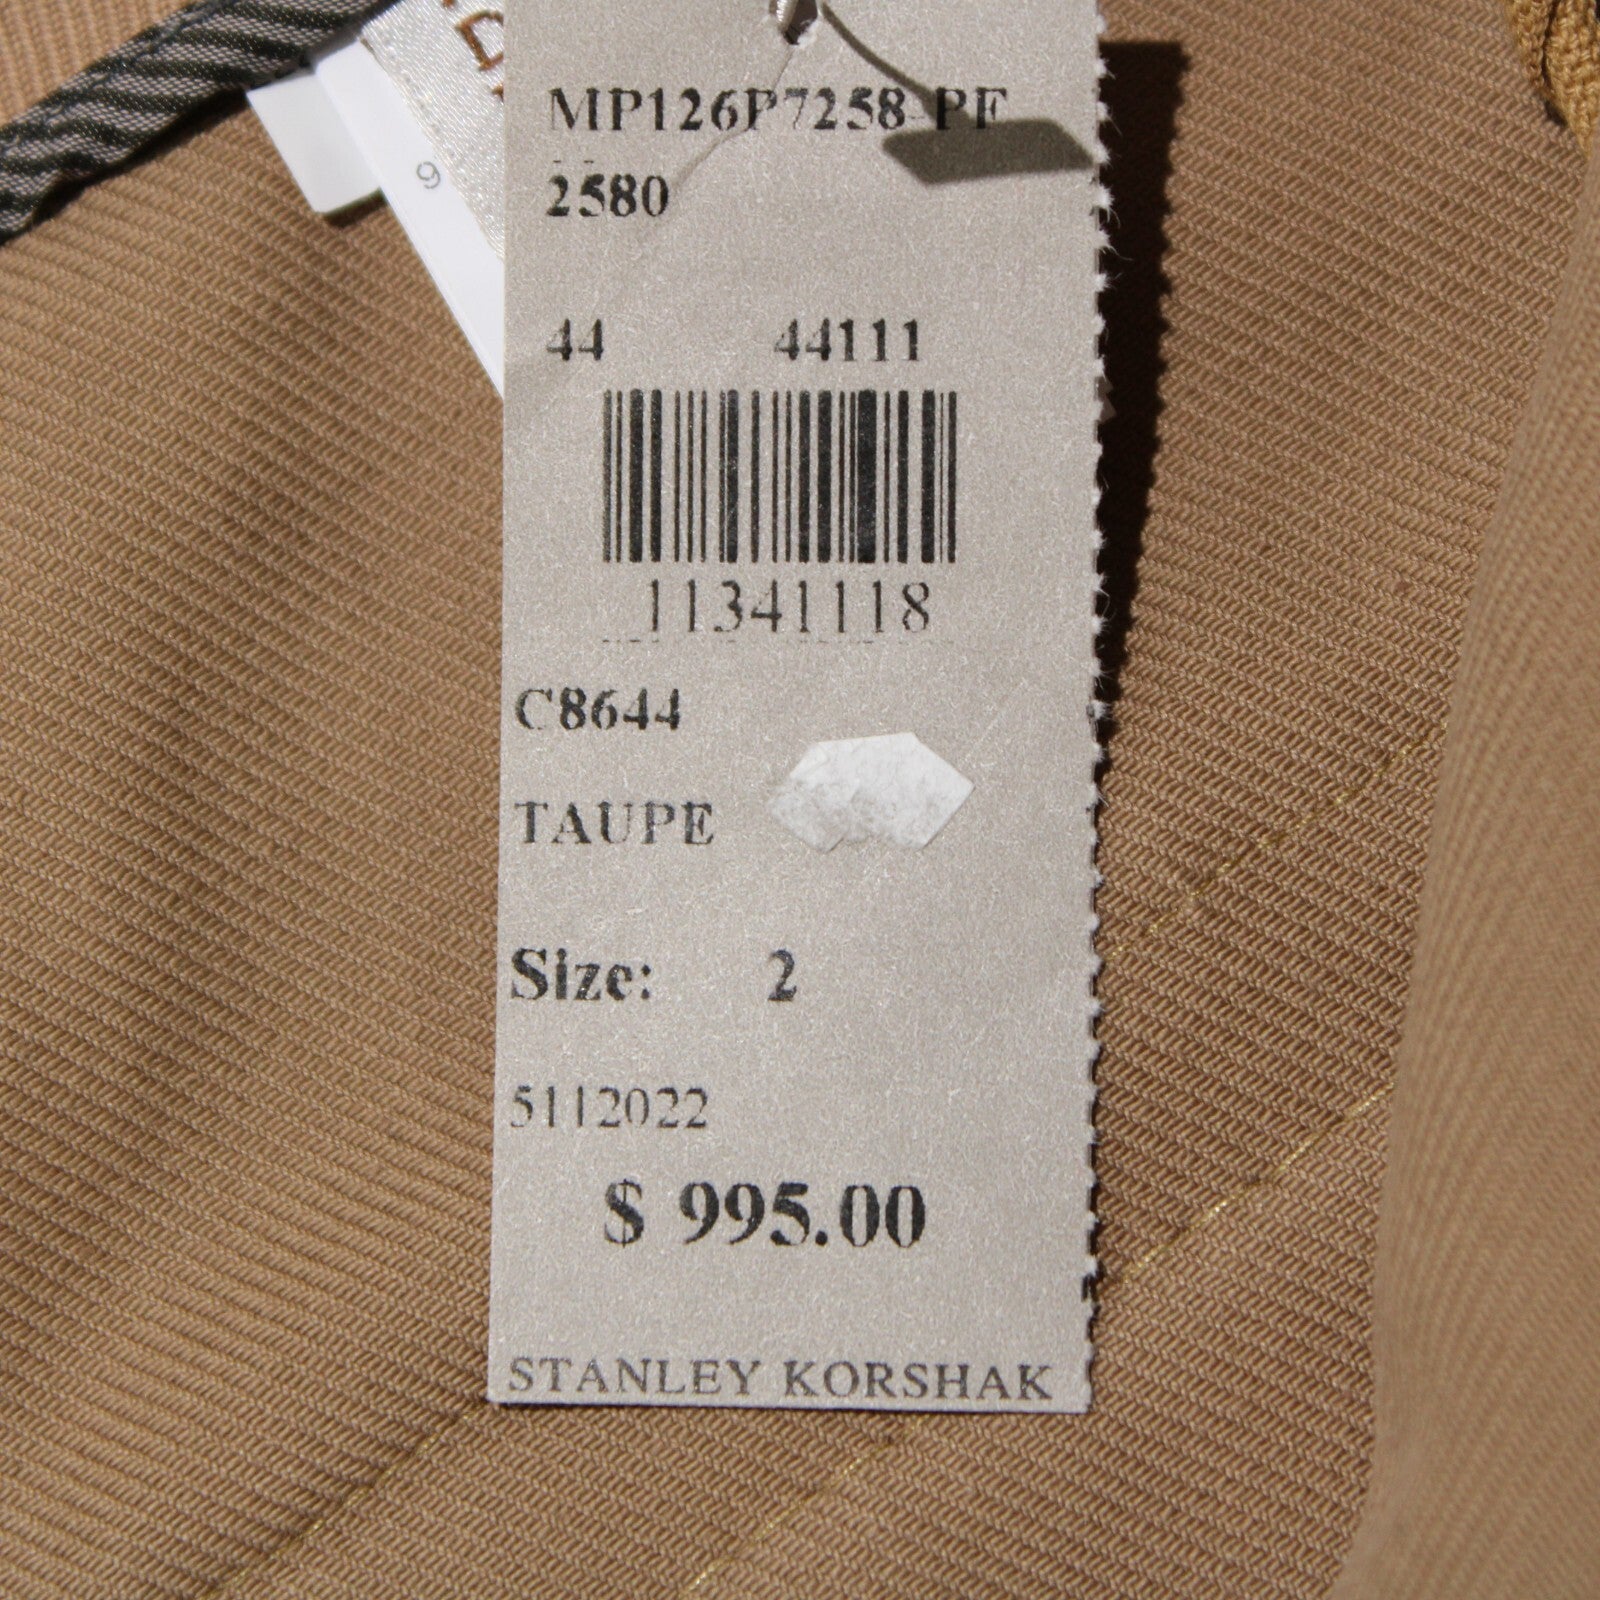 MP126P7258-PF
2580
44 44111
11341118
C8644
TAUPE
Size: 2
5112022
$ 995.00
STANLEY KORSHAK